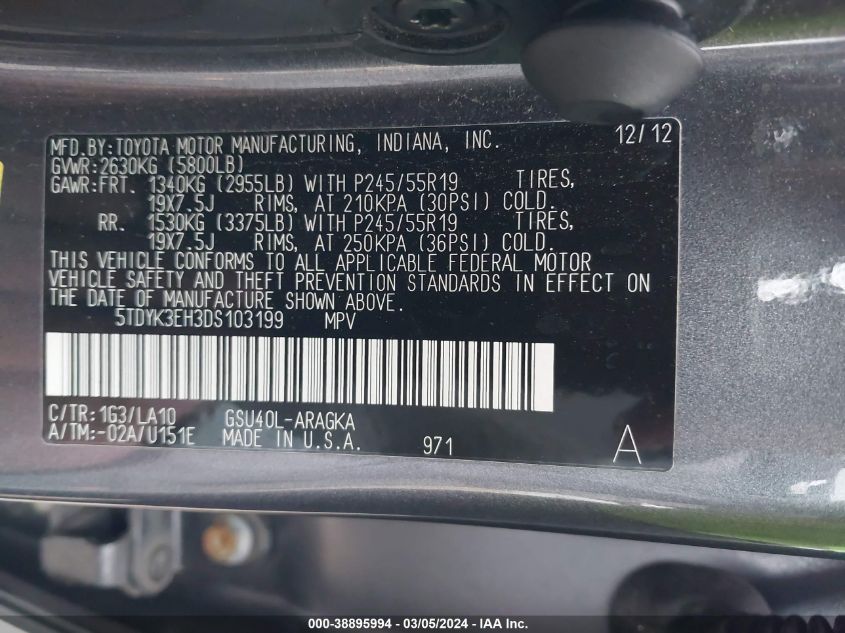 MFD.BY:TOYOTA MOTOR MANUFACTURING, INDIANA, INC. 12/12
GVWR:2630KG (5800LB)
GAWR:FRT. 1340KG (2955LB) WITH P245/55R19 TIRES,
19X7.5J RIMS, AT 210KPA (30PSI) COLD.
RR. 1530KG (3375LB) WITH P245/55R19 TIRES,
19X7.5J RIMS, AT 250KPA (36PSI) COLD.
THIS VEHICLE CONFORMS TO ALL APPLICABLE FEDERAL MOTOR
VEHICLE SAFETY AND THEFT PREVENTION STANDARDS IN EFFECT ON
THE DATE OF MANUFACTURE SHOWN ABOVE.
5TDYK3EH3DS103199 MPV
C/TR:1G3/LA10 GSU40L-ARAGKA
A/TM:-02A/U151E MADE IN U.S.A. 971 A
000-38895994 - 03/05/2024 - IAA Inc.